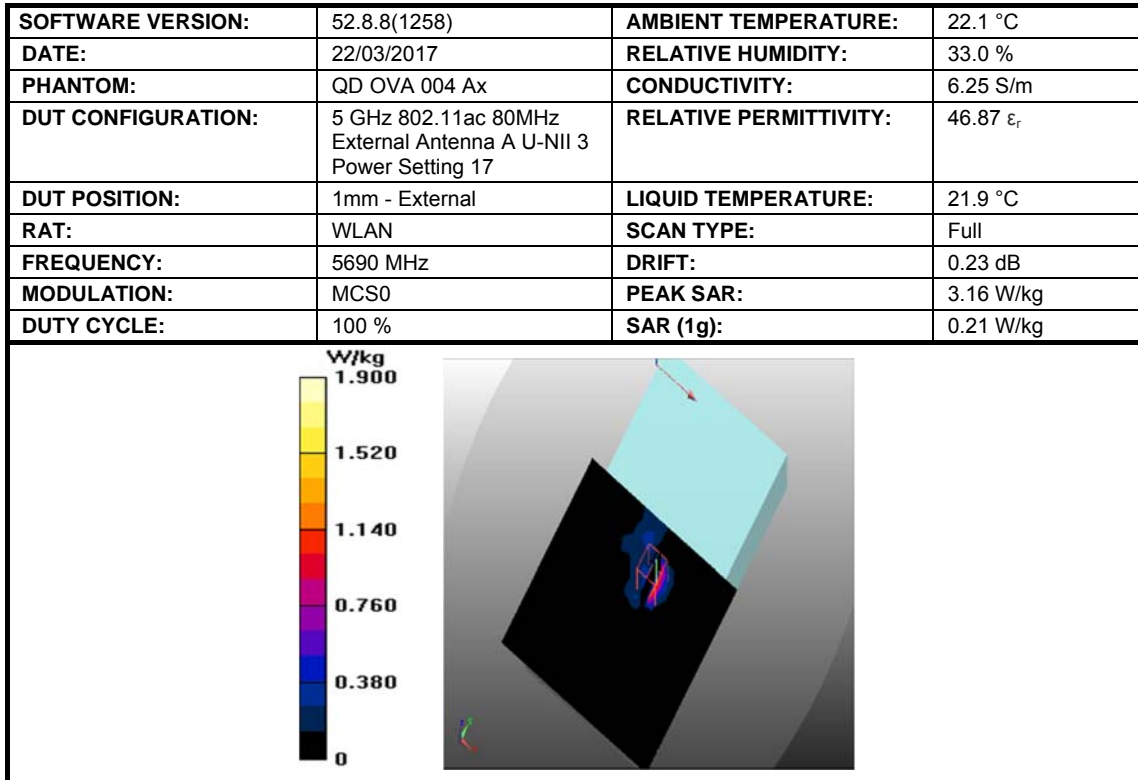 SOFTWARE VERSION: 52.8.8(1258) AMBIENT TEMPERATURE: 22.1 °C
DATE: 22/03/2017 RELATIVE HUMIDITY: 33.0 %
PHANTOM: QD OVA 004 Ax CONDUCTIVITY: 6.25 S/m
DUT CONFIGURATION: 5 GHz 802.11ac 80MHz RELATIVE PERMITTIVITY: 46.87 εr
External Antenna A U-NII 3
Power Setting 17
DUT POSITION: 1mm - External LIQUID TEMPERATURE: 21.9 °C
RAT: WLAN SCAN TYPE: Full
FREQUENCY: 5690 MHz DRIFT: 0.23 dB
MODULATION: MCS0 PEAK SAR: 3.16 W/kg
DUTY CYCLE: 100 % SAR (1g): 0.21 W/kg
W/kg
1.900
1.520
1.140
0.760
0.380
0